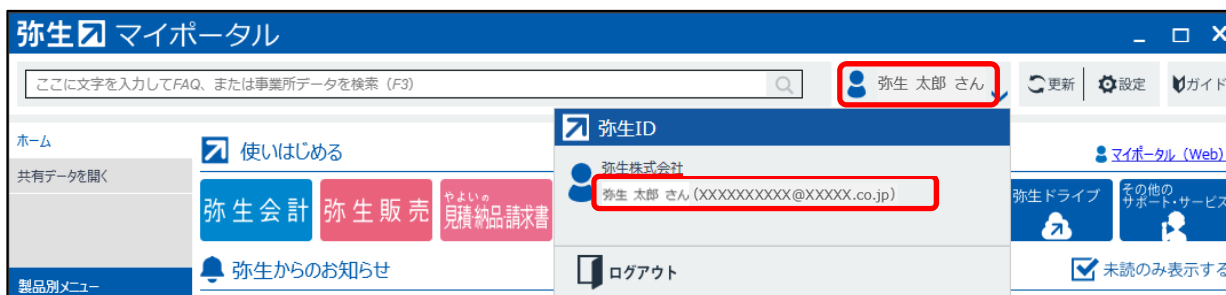 弥生 マイポータル
ここに文字を入力してFAQ、または事業所データを検索（F3）
弥生 太郎 さん
更新
設定
ガイド
ホーム
共有データを開く
製品別メニュー
使いはじめる
マイポータル（Web）
弥生会計
弥生販売
やよいの
見積納品請求書
弥生ドライブ
その他の
サポート・サービス
弥生からのお知らせ
未読のみ表示する
弥生ID
弥生株式会社
弥生 太郎 さん（XXXXXXXXXX@XXXXX.co.jp）
ログアウト